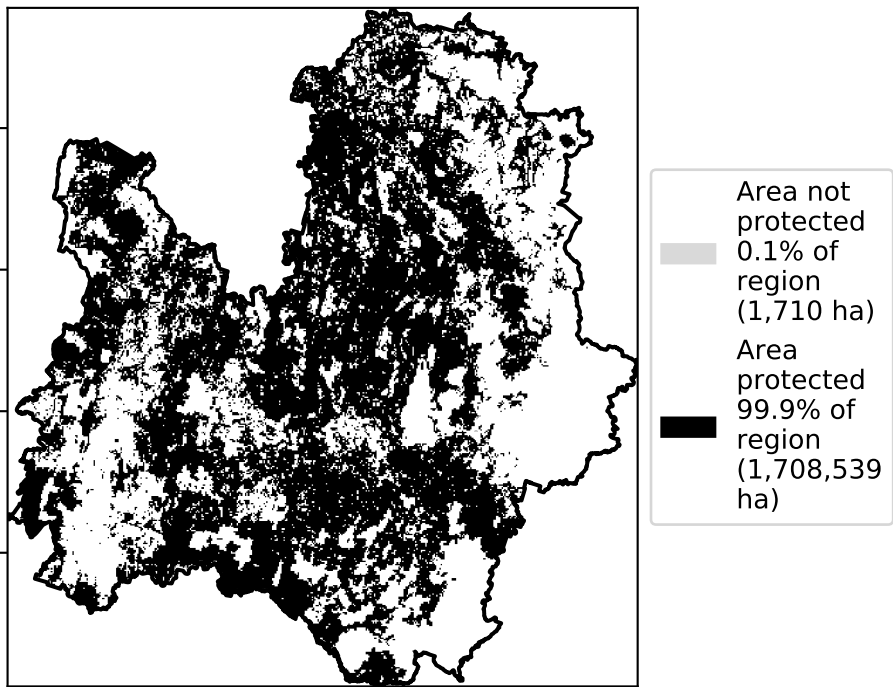 Area not
protected
0.1% of
region
(1,710 ha)
Area
protected
99.9% of
region
(1,708,539
ha)